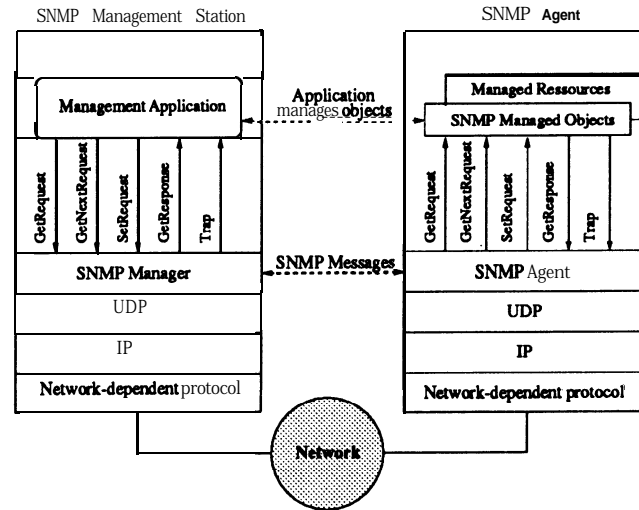 SNMP Management Station
SNMP Agent
Management Application
Application
manages objects
Managed Ressources
SNMP Managed Objects
GetRequest
GetNextRequest
SetRequest
GetResponse
Trap
GetRequest
GetNextRequest
SetRequest
GetResponse
Trap
SNMP Manager
SNMP Messages
SNMP Agent
UDP
UDP
IP
IP
Network-dependent protocol
Network-dependent protocol
Network